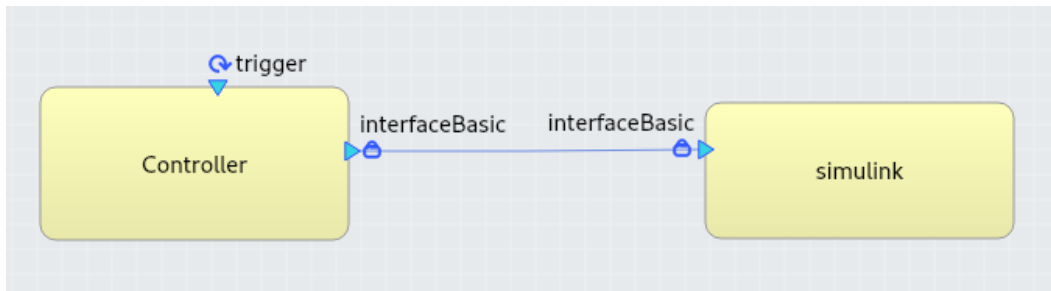 trigger
interfaceBasic
interfaceBasic
Controller
simulink